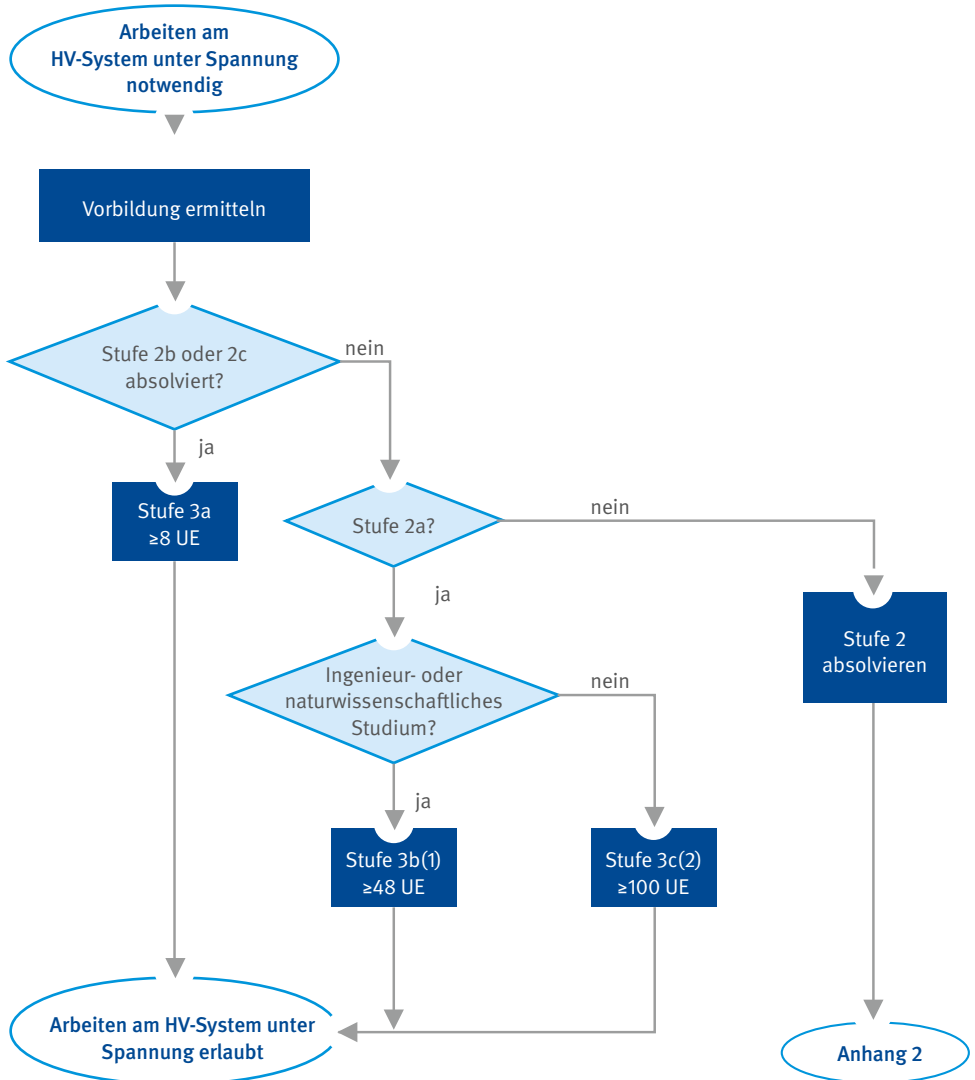 Arbeiten am
HV-System unter Spannung
notwendig
Vorbildung ermitteln
Stufe 2b oder 2c
absolviert?
nein
ja
Stufe 3a
≥8 UE
Stufe 2a?
nein
ja
Stufe 2
absolvieren
Ingenieur- oder
naturwissenschaftliches
Studium?
nein
ja
Stufe 3b(1)
≥48 UE
Stufe 3c(2)
≥100 UE
Arbeiten am HV-System unter
Spannung erlaubt
Anhang 2